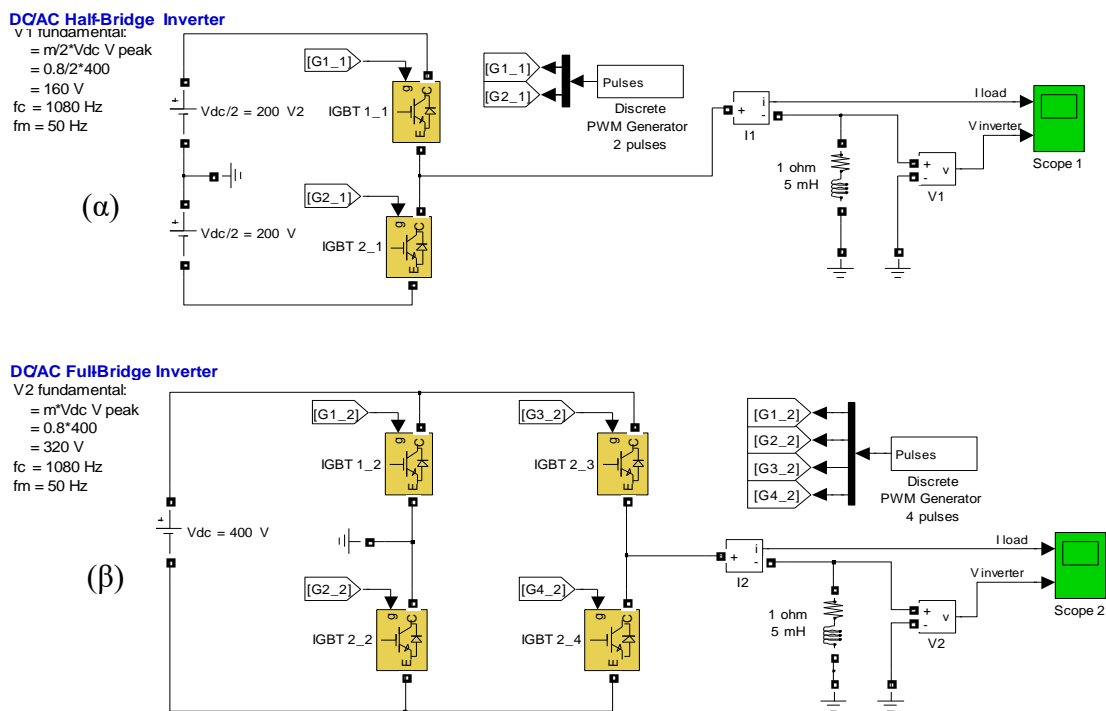 DC/AC Half-Bridge Inverter
V1 fundamental:
= m/2*Vdc V peak
= 0.8/2*400
= 160 V
fc = 1080 Hz
fm = 50 Hz
(α)
Vdc/2 = 200 V2
Vdc/2 = 200 V
[G1_1]
g
C
E
IGBT 1_1
[G2_1]
g
C
E
IGBT 2_1
[G1_1]
[G2_1]
Pulses
Discrete
PWM Generator
2 pulses
+
i
-
I1
1 ohm
5 mH
+
-
v
V1
I load
V inverter
Scope 1
DC/AC Full-Bridge Inverter
V2 fundamental:
= m*Vdc V peak
= 0.8*400
= 320 V
fc = 1080 Hz
fm = 50 Hz
(β)
Vdc = 400 V
[G1_2]
g
C
E
IGBT 1_2
[G3_2]
g
C
E
IGBT 2_3
[G2_2]
g
C
E
IGBT 2_2
[G4_2]
g
C
E
IGBT 2_4
[G1_2]
[G2_2]
[G3_2]
[G4_2]
Pulses
Discrete
PWM Generator
4 pulses
+
i
-
I2
1 ohm
5 mH
+
-
v
V2
I load
V inverter
Scope 2